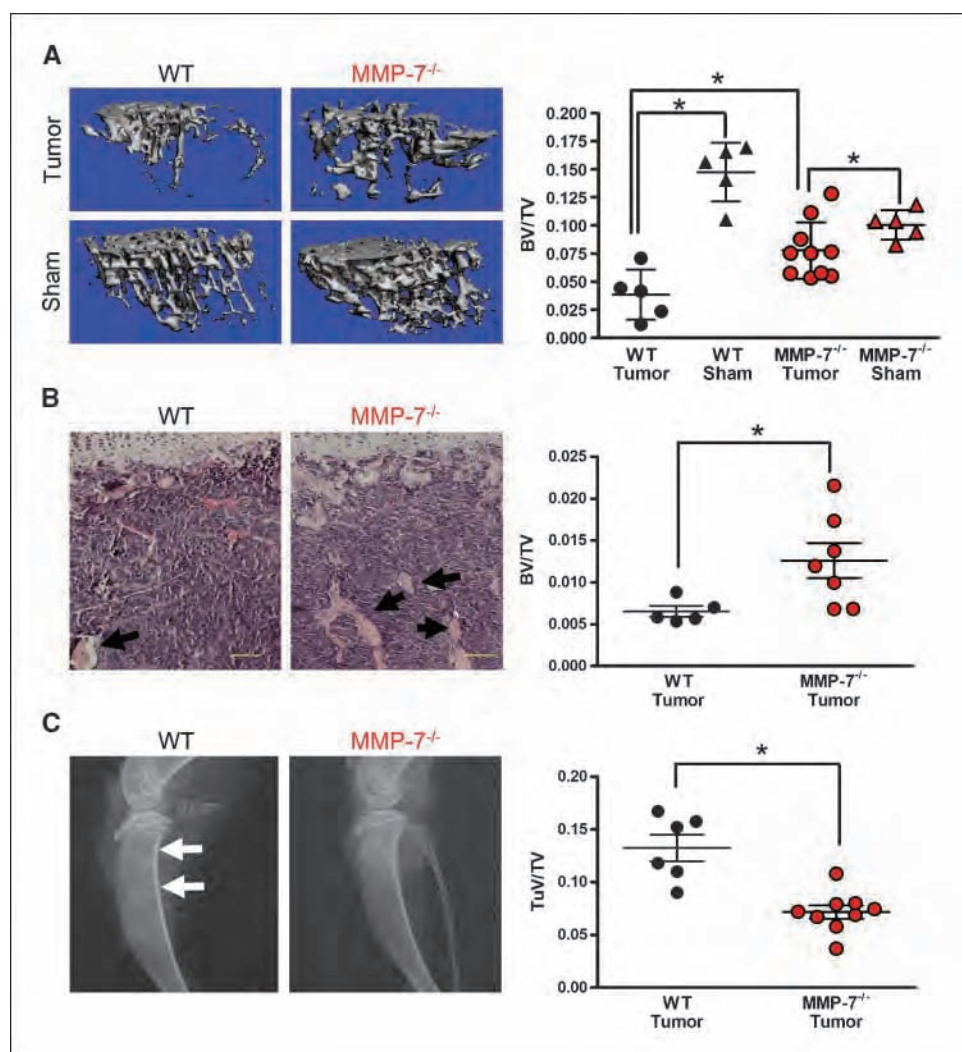 A
WT
MMP-7-/-
Tumor
Sham
BV/TV
0.200
0.175
0.150
0.125
0.100
0.075
0.050
0.025
0.000
*
*
*
WT
Tumor
WT
Sham
MMP-7-/-
Tumor
MMP-7-/-
Sham
B
WT
MMP-7-/-
BV/TV
0.025
0.020
0.015
0.010
0.005
0.000
*
WT
Tumor
MMP-7-/-
Tumor
C
WT
MMP-7-/-
TuV/TV
0.20
0.15
0.10
0.05
0.00
*
WT
Tumor
MMP-7-/-
Tumor